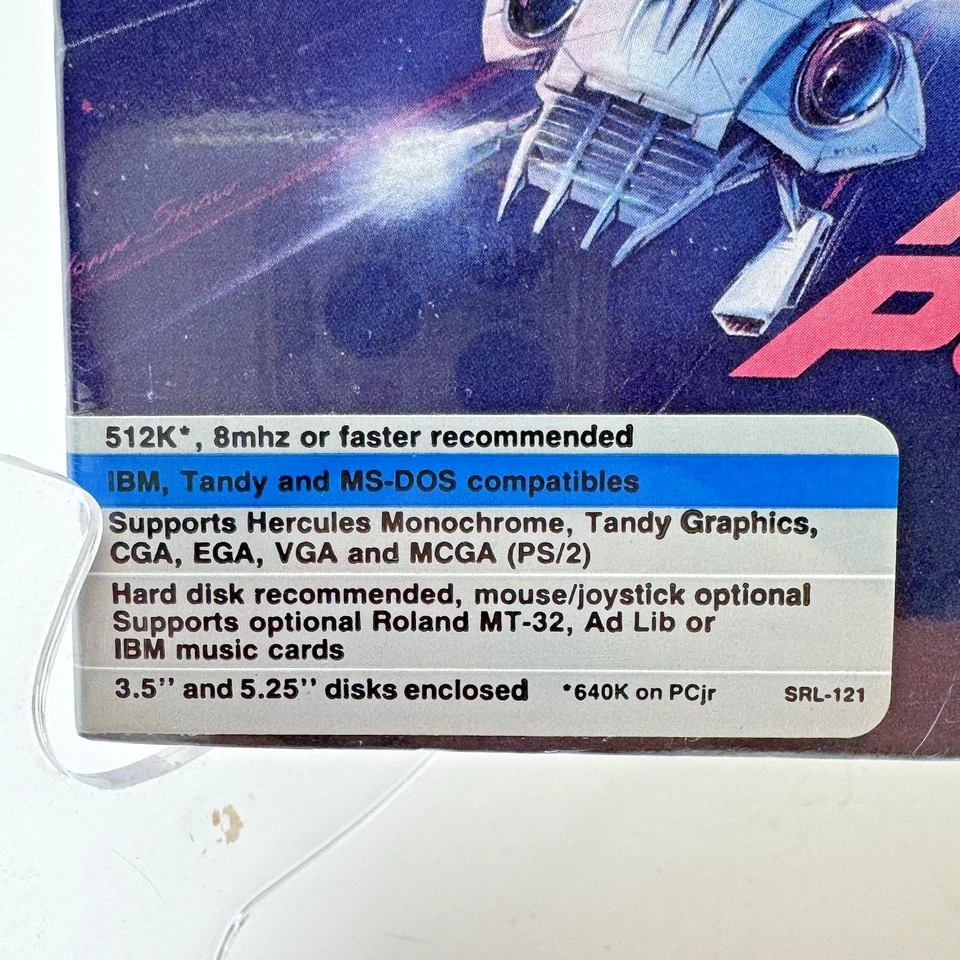 John Shaw
P
512K*, 8mhz or faster recommended
IBM, Tandy and MS-DOS compatibles
Supports Hercules Monochrome, Tandy Graphics,
CGA, EGA, VGA and MCGA (PS/2)
Hard disk recommended, mouse/joystick optional
Supports optional Roland MT-32, Ad Lib or
IBM music cards
3.5" and 5.25" disks enclosed *640K on PCjr SRL-121